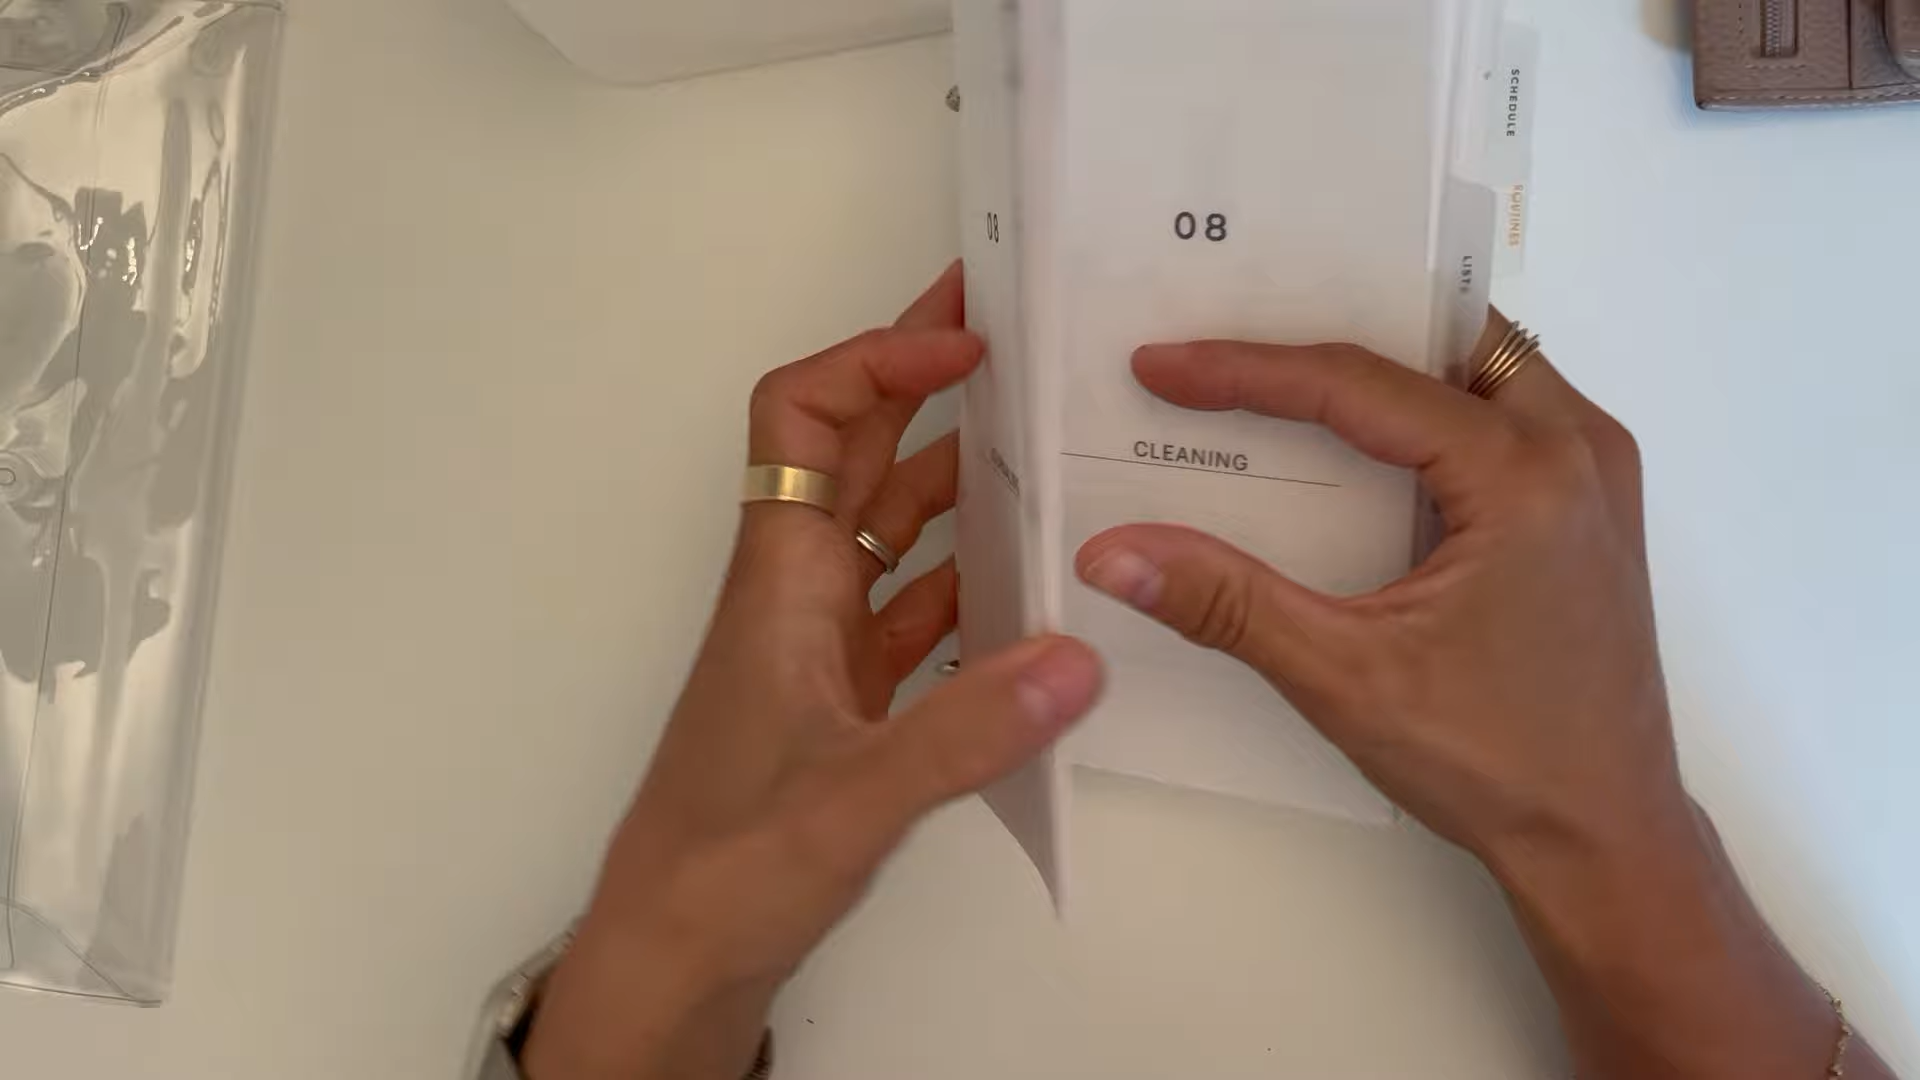 SCHEDULE
ROUTINES
LISTS
08
08
CLEANING